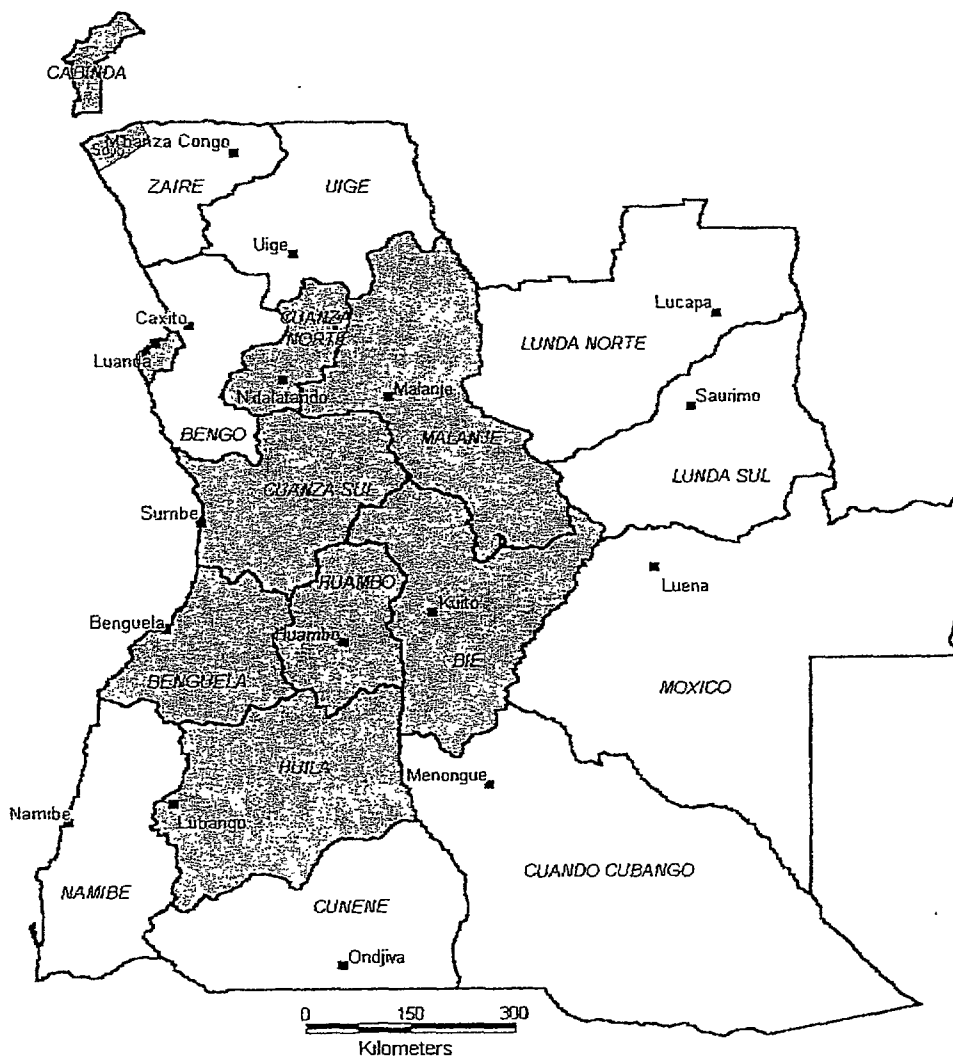 CABINDA
M'banza Congo
Soyo
ZAIRE
UIGE
Uige
Caxito
Luanda
CUANZA
NORTE
N'dalatando
Malanje
LUNDA NORTE
Lucapa
Saurimo
BENGO
MALANJE
CUANZA SUL
LUNDA SUL
Sumbe
HUAMBO
Luena
Benguela
Kuito
Huambo
BIE
BENGUELA
MOXICO
HUILA
Menongue
Namibe
Lubango
CUANDO CUBANGO
NAMIBE
CUNENE
Ondjiva
0 150 300
Kilometers